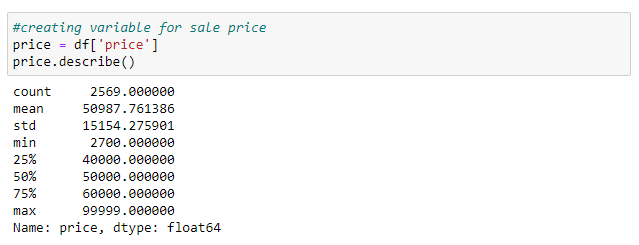 #creating variable for sale price
price = df['price']
price.describe()
count     2569.000000
mean     50987.761386
std      15154.275901
min       2700.000000
25%      40000.000000
50%      50000.000000
75%      60000.000000
max      99999.000000
Name: price, dtype: float64